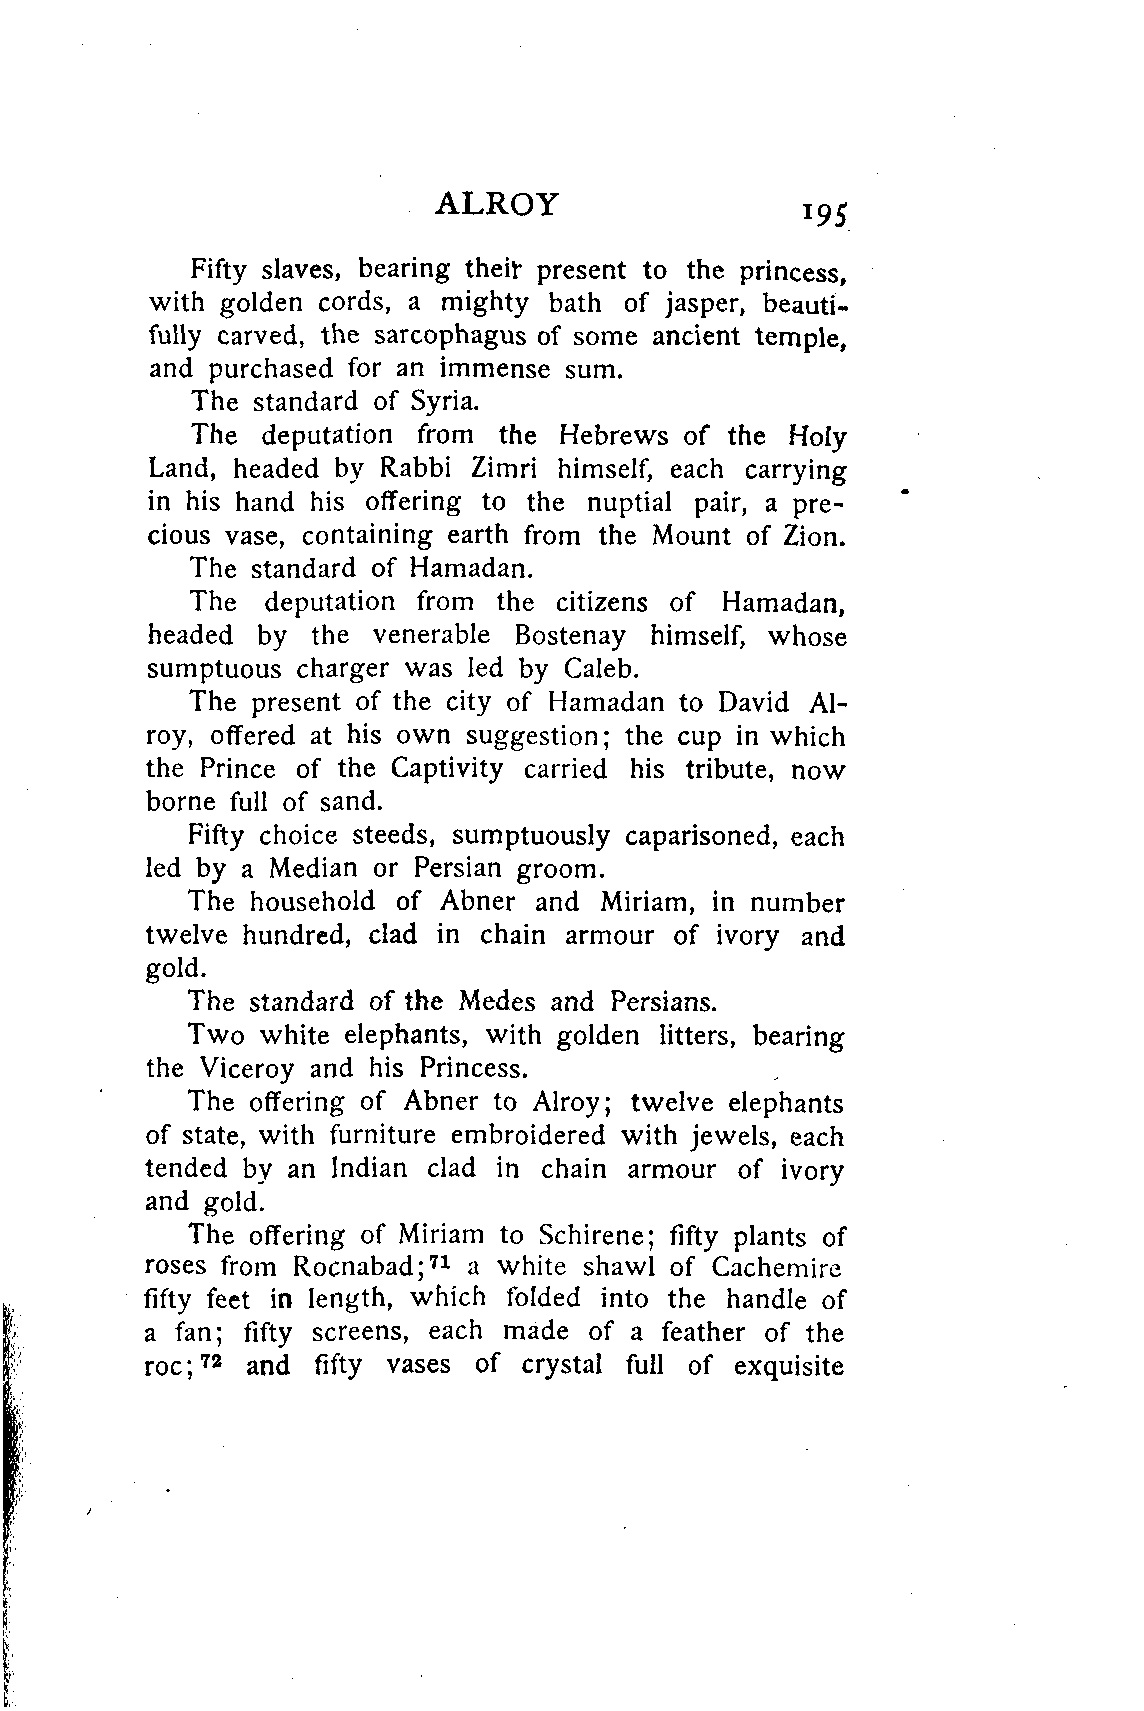 ALROY 195
Fifty slaves, bearing their present to the princess,
with golden cords, a mighty bath of jasper, beauti-
fully carved, the sarcophagus of some ancient temple,
and purchased for an immense sum.
The standard of Syria.
The deputation from the Hebrews of the Holy
Land, headed by Rabbi Zimri himself, each carrying
in his hand his offering to the nuptial pair, a pre-
cious vase, containing earth from the Mount of Zion.
The standard of Hamadan.
The deputation from the citizens of Hamadan,
headed by the venerable Bostenay himself, whose
sumptuous charger was led by Caleb.
The present of the city of Hamadan to David Al-
roy, offered at his own suggestion; the cup in which
the Prince of the Captivity carried his tribute, now
borne full of sand.
Fifty choice steeds, sumptuously caparisoned, each
led by a Median or Persian groom.
The household of Abner and Miriam, in number
twelve hundred, clad in chain armour of ivory and
gold.
The standard of the Medes and Persians.
Two white elephants, with golden litters, bearing
the Viceroy and his Princess.
The offering of Abner to Alroy; twelve elephants
of state, with furniture embroidered with jewels, each
tended by an Indian clad in chain armour of ivory
and gold.
The offering of Miriam to Schirene; fifty plants of
roses from Rocnabad;⁷¹ a white shawl of Cachemire
fifty feet in length, which folded into the handle of
a fan; fifty screens, each made of a feather of the
roc;⁷² and fifty vases of crystal full of exquisite